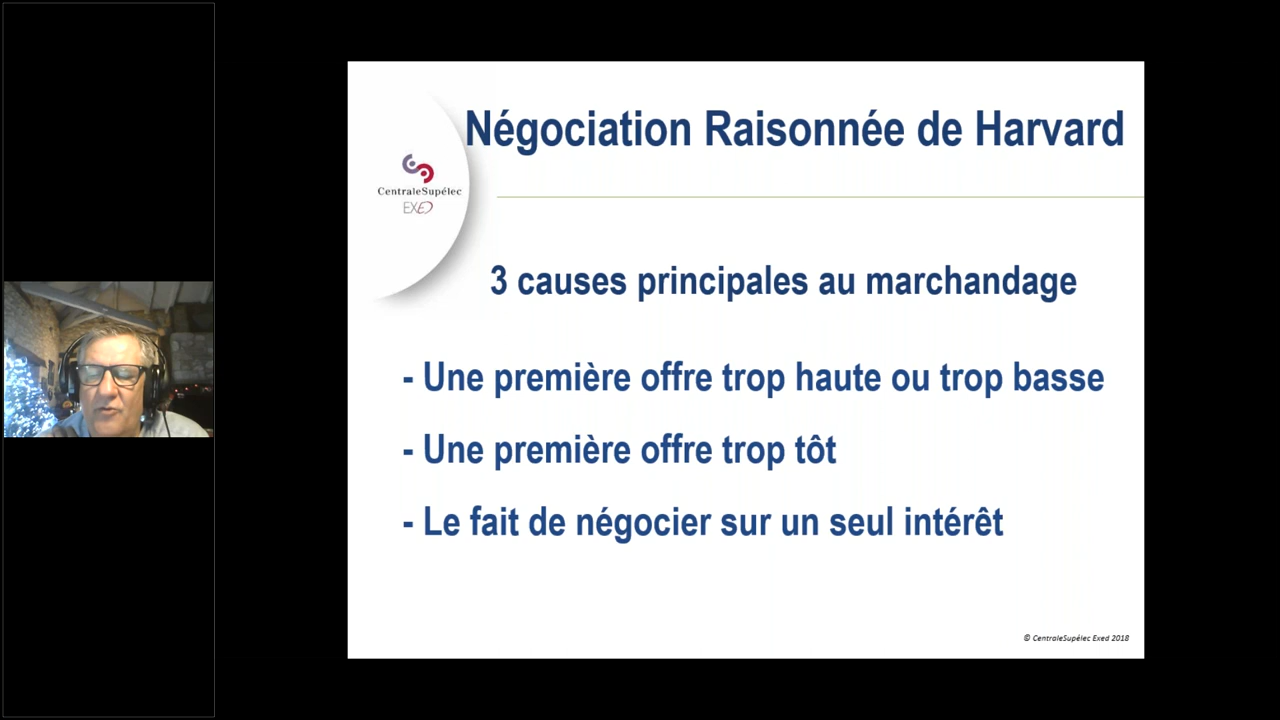 Négociation Raisonnée de Harvard
CentraleSupélec
EXED
3 causes principales au marchandage
- Une première offre trop haute ou trop basse
- Une première offre trop tôt
- Le fait de négocier sur un seul intérêt
© CentraleSupélec Exed 2018